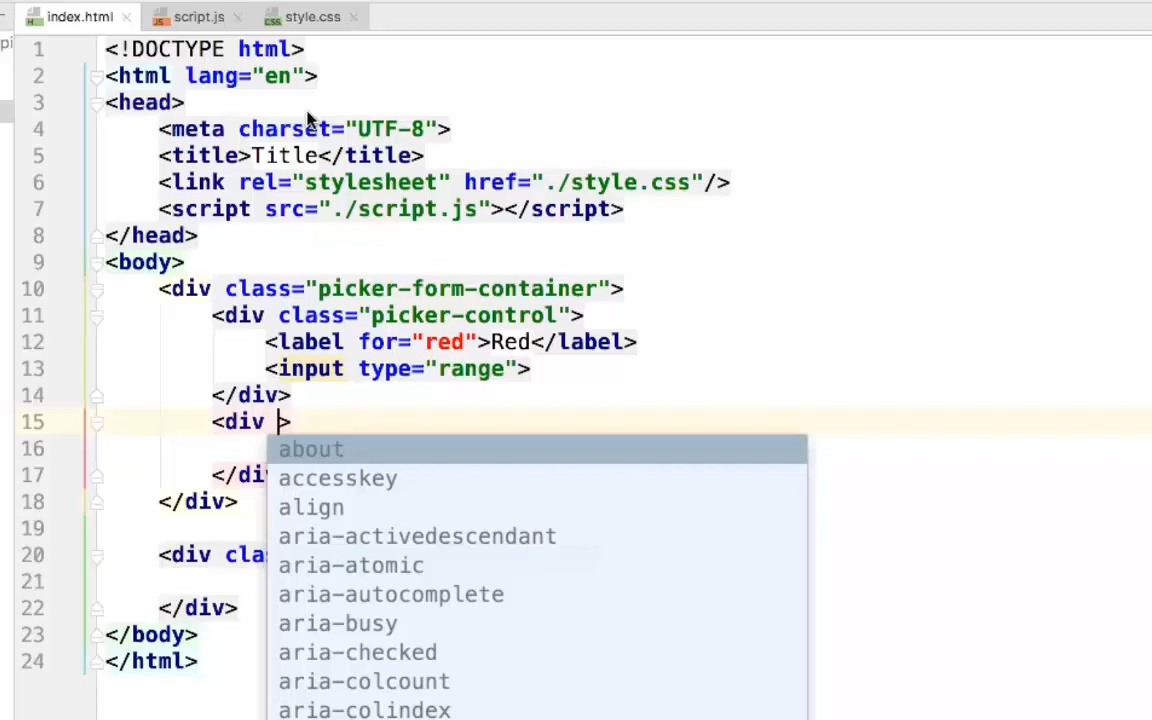 index.html script.js style.css
pi
1 <!DOCTYPE html>
2 <html lang="en">
3 <head>
4 <meta charset="UTF-8">
5 <title>Title</title>
6 <link rel="stylesheet" href="./style.css"/>
7 <script src="./script.js"></script>
8 </head>
9 <body>
10 <div class="picker-form-container">
11 <div class="picker-control">
12 <label for="red">Red</label>
13 <input type="range">
14 </div>
15 <div >
16
17 </di
18 </div>
19
20 <div cla
21
22 </div>
23 </body>
24 </html>
about
accesskey
align
aria-activedescendant
aria-atomic
aria-autocomplete
aria-busy
aria-checked
aria-colcount
aria-colindex